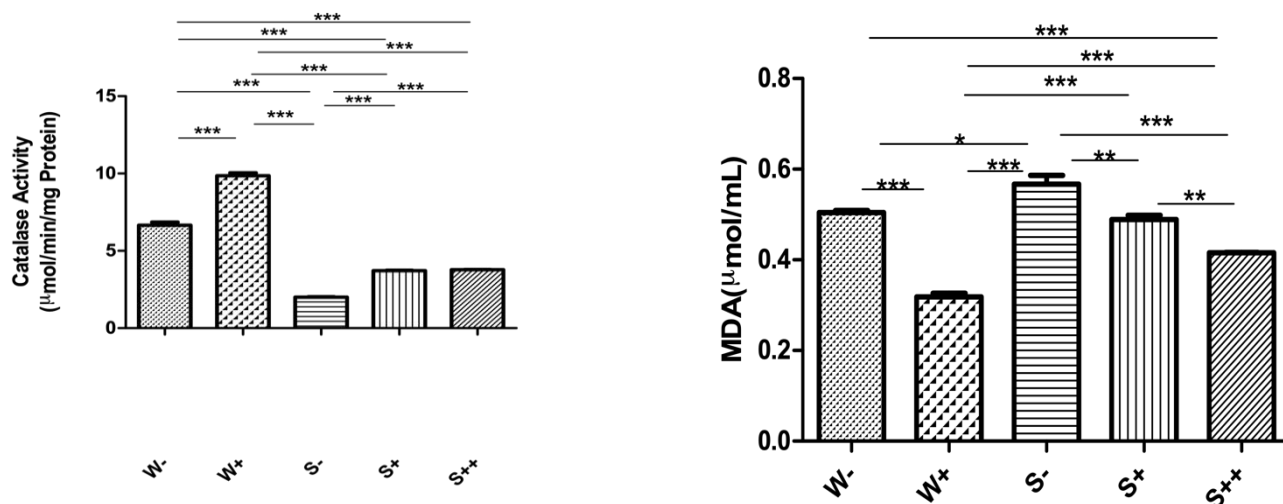 ***
***
***
***
***
***
***
***
***
15
10
5
0
Catalase Activity
(μmol/min/mg Protein)
W-
W+
S-
S+
S++
***
***
***
***
*
***
**
***
**
0.8
0.6
0.4
0.2
0.0
MDA(μmol/mL)
W-
W+
S-
S+
S++